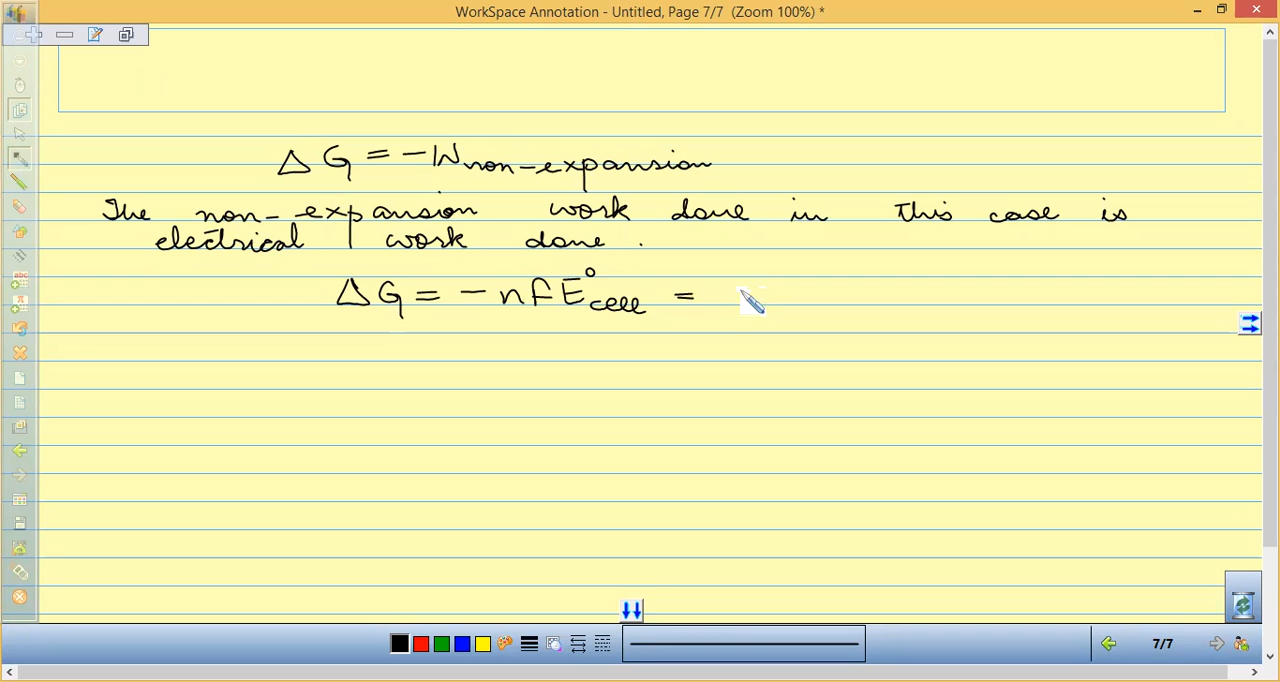 WorkSpace Annotation - Untitled, Page 7/7 (Zoom 100%) *
ΔG = -W non-expansion
The non-expansion work done in this case is
electrical work done.
ΔG = -nFE°cell =
7/7